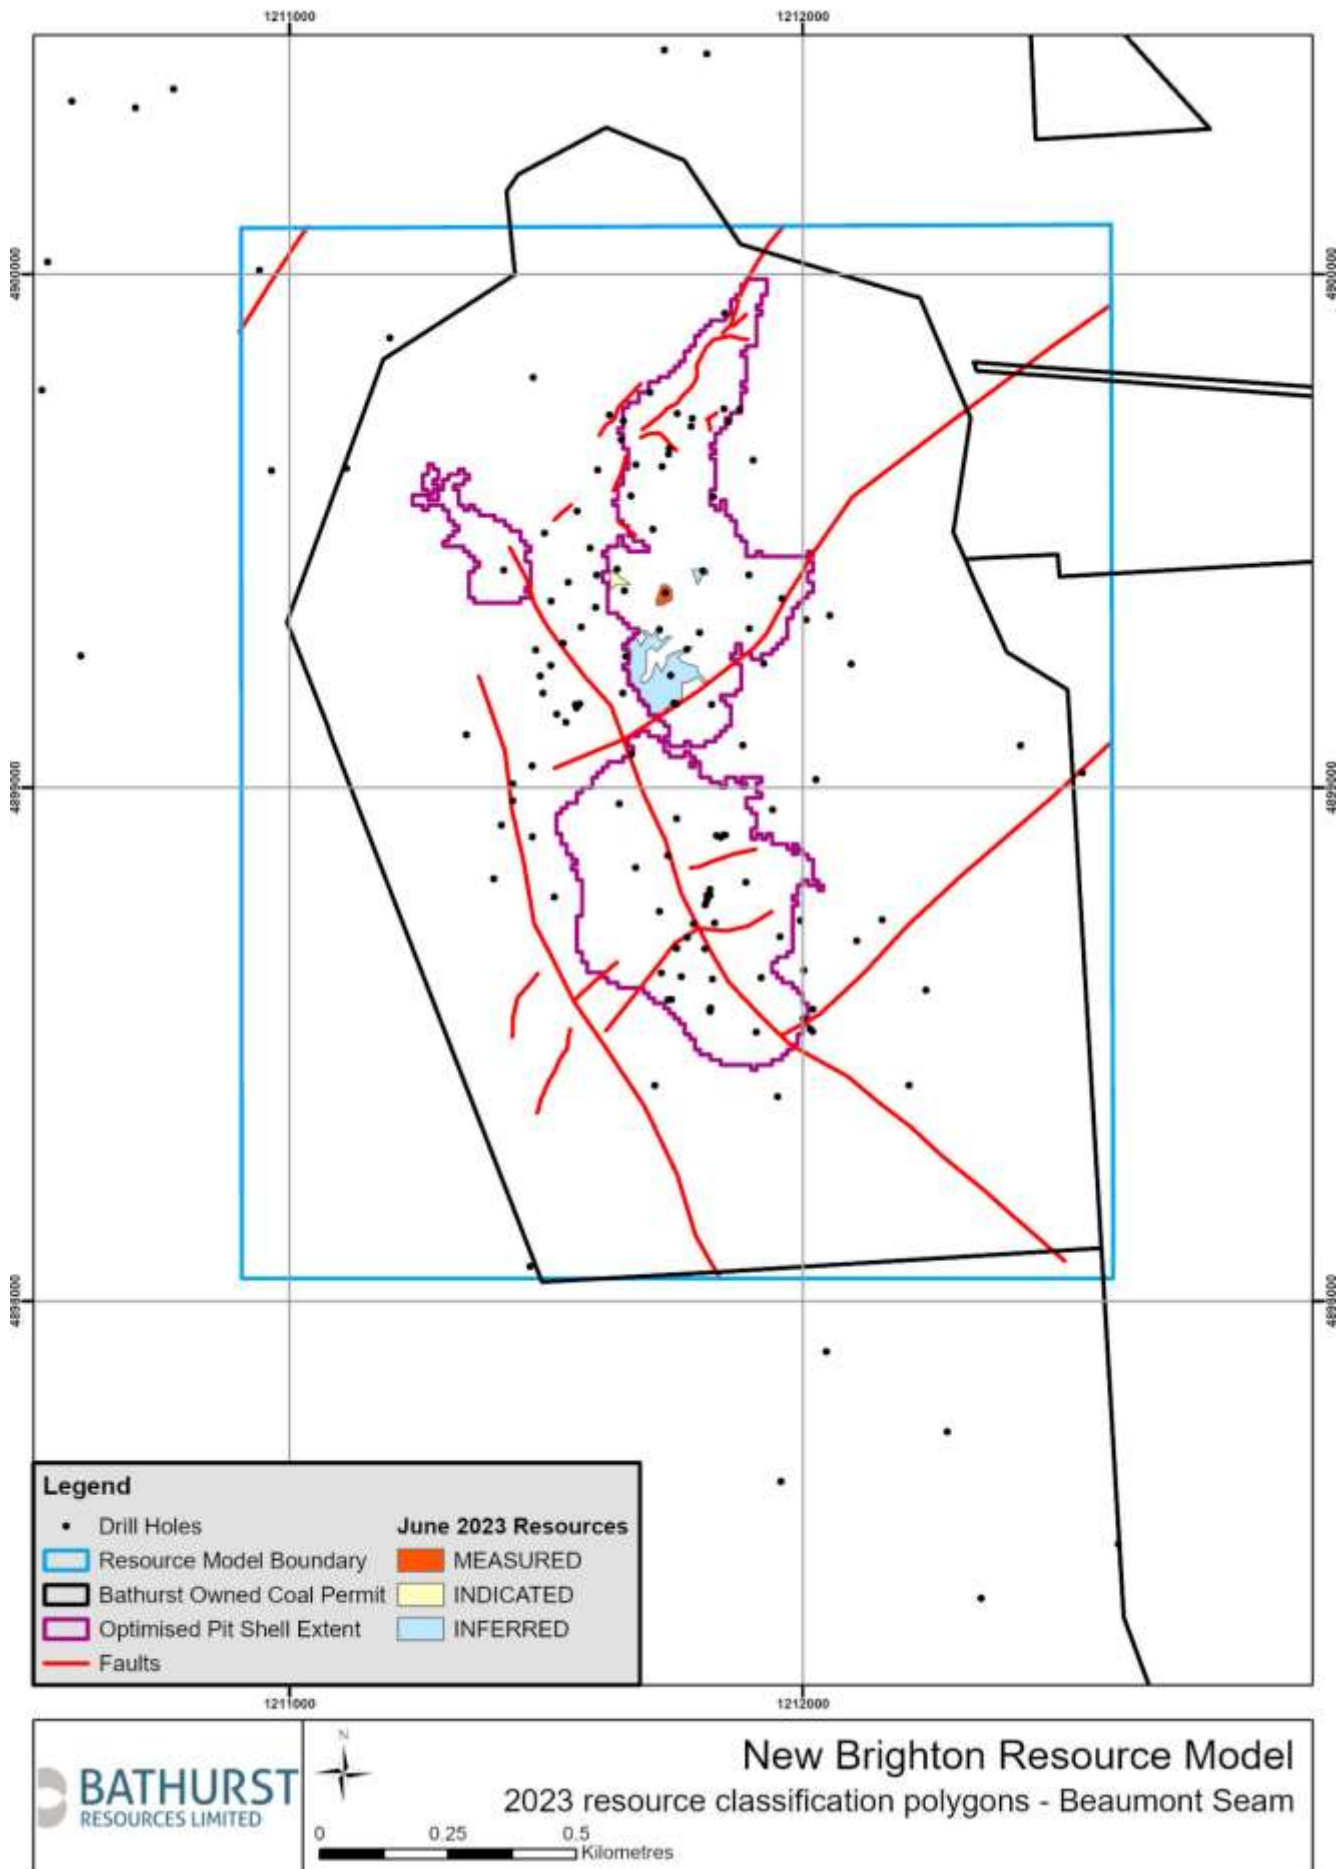 1211000
1212000
4900000
4900000
4899000
4899000
4898000
4898000
Legend
Drill Holes
Resource Model Boundary
Bathurst Owned Coal Permit
Optimised Pit Shell Extent
Faults
June 2023 Resources
MEASURED
INDICATED
INFERRED
1211000
1212000
BATHURST
RESOURCES LIMITED
N
0 0.25 0.5
Kilometres
New Brighton Resource Model
2023 resource classification polygons - Beaumont Seam